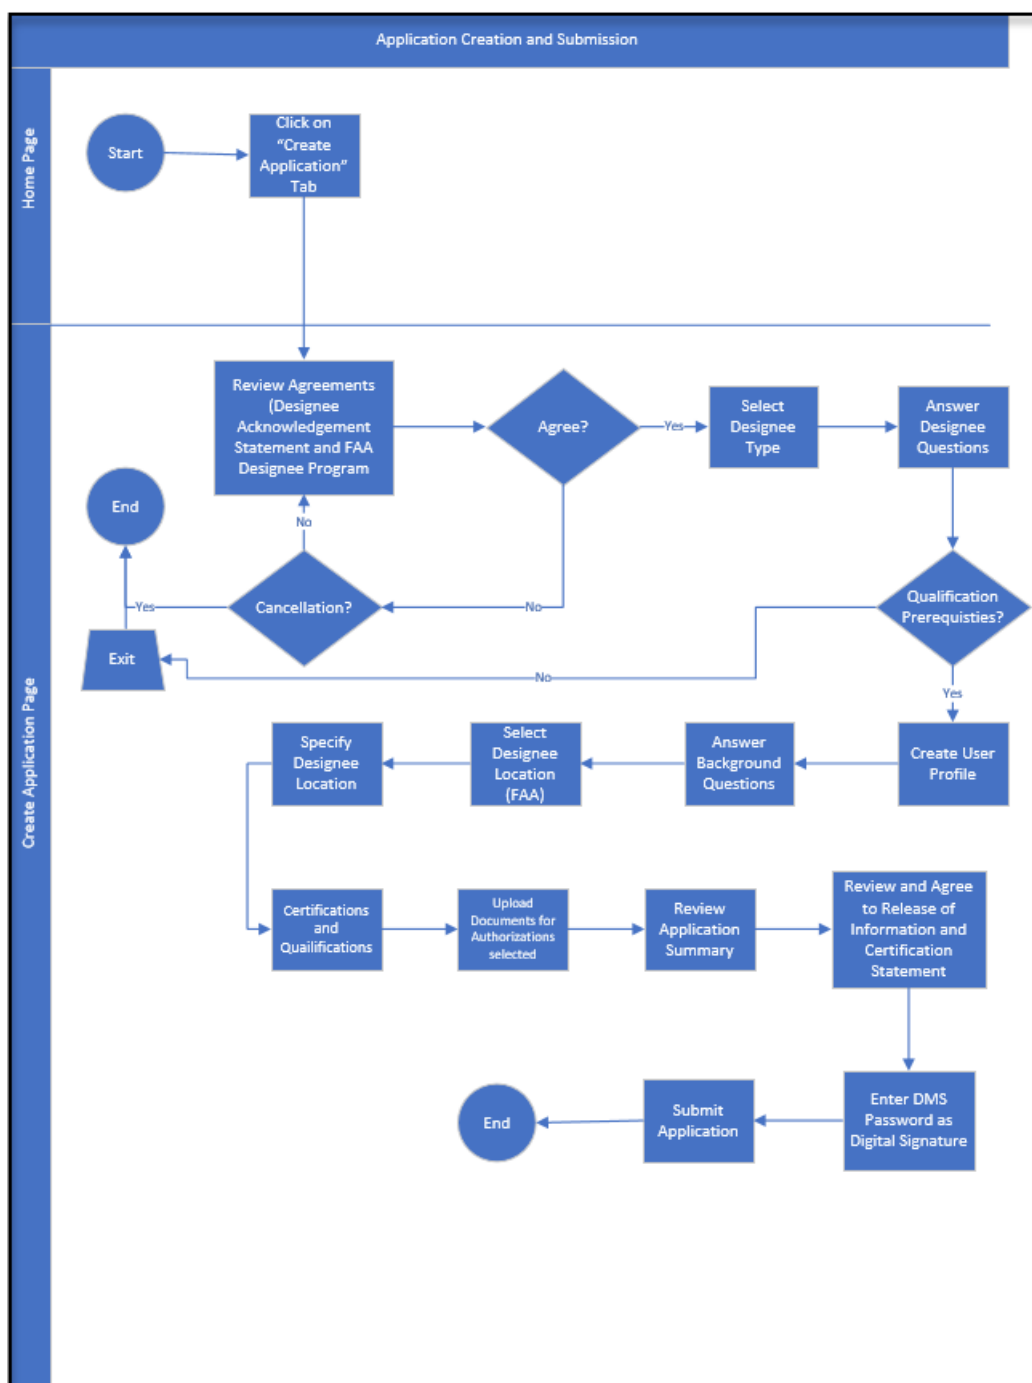 Application Creation and Submission
Home Page
Start
Click on
“Create
Application”
Tab
Create Application Page
Review Agreements
(Designee
Acknowledgement
Statement and FAA
Designee Program
Agree?
Yes
Select
Designee
Type
Answer
Designee
Questions
End
No
Cancellation?
Yes
No
Qualification
Prerequisties?
Exit
No
Yes
Specify
Designee
Location
Select
Designee
Location
(FAA)
Answer
Background
Questions
Create User
Profile
Certifications
and
Quailifications
Upload
Documents for
Authorizations
selected
Review
Application
Summary
Review and Agree
to Release of
Information and
Certification
Statement
End
Submit
Application
Enter DMS
Password as
Digital Signature